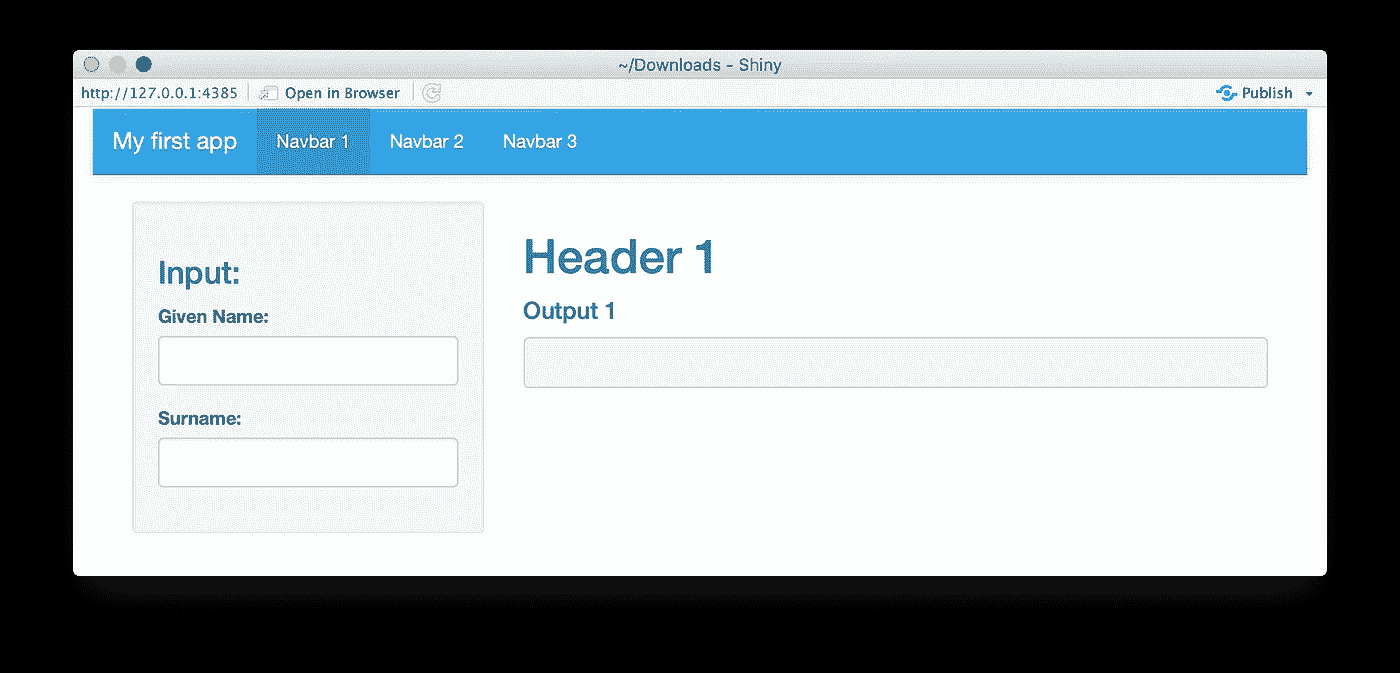 ~/Downloads - Shiny
http://127.0.0.1:4385 Open in Browser Publish
My first app Navbar 1 Navbar 2 Navbar 3
Input:
Given Name:
Surname:
Header 1
Output 1